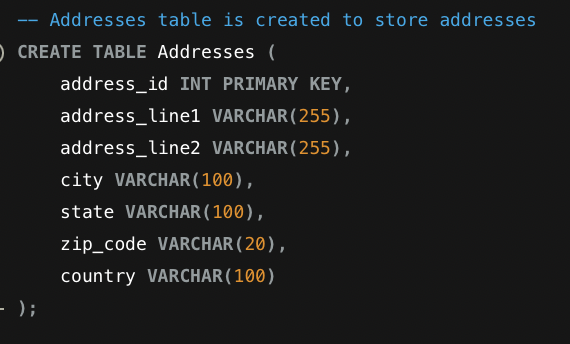 -- Addresses table is created to store addresses
CREATE TABLE Addresses (
address_id INT PRIMARY KEY,
address_line1 VARCHAR(255),
address_line2 VARCHAR(255),
city VARCHAR(100),
state VARCHAR(100),
zip_code VARCHAR(20),
country VARCHAR(100)
);